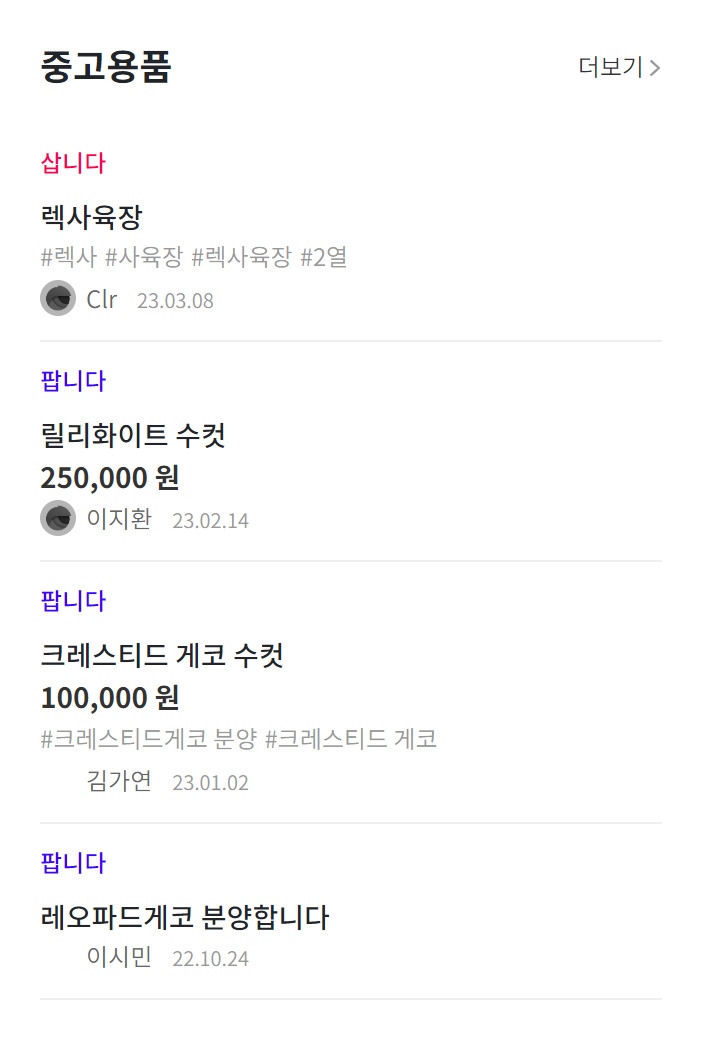 중고용품
더보기
삽니다
렉사육장
#렉사 #사육장 #렉사육장 #2열
Clr 23.03.08
팝니다
릴리화이트 수컷
250,000 원
이지환 23.02.14
팝니다
크레스티드 게코 수컷
100,000 원
#크레스티드게코 분양 #크레스티드 게코
김가연 23.01.02
팝니다
레오파드게코 분양합니다
이시민 22.10.24